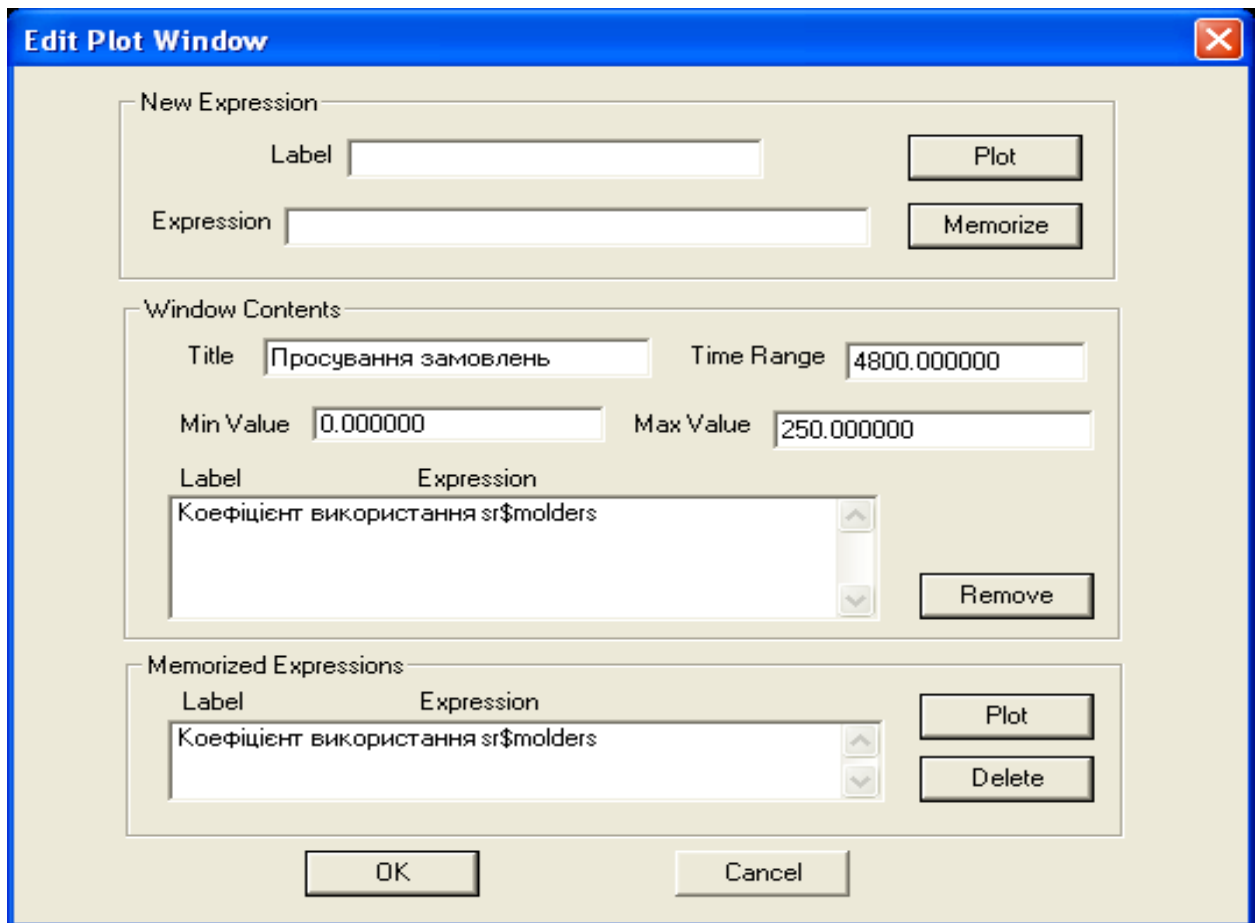 Edit Plot Window
New Expression
Label
Plot
Expression
Memorize
Window Contents
Title Просування замовлень Time Range 4800.000000
Min Value 0.000000 Max Value 250.000000
Label Expression
Коефіцієнт використання sr$molders
Remove
Memorized Expressions
Label Expression
Plot
Коефіцієнт використання sr$molders
Delete
OK Cancel